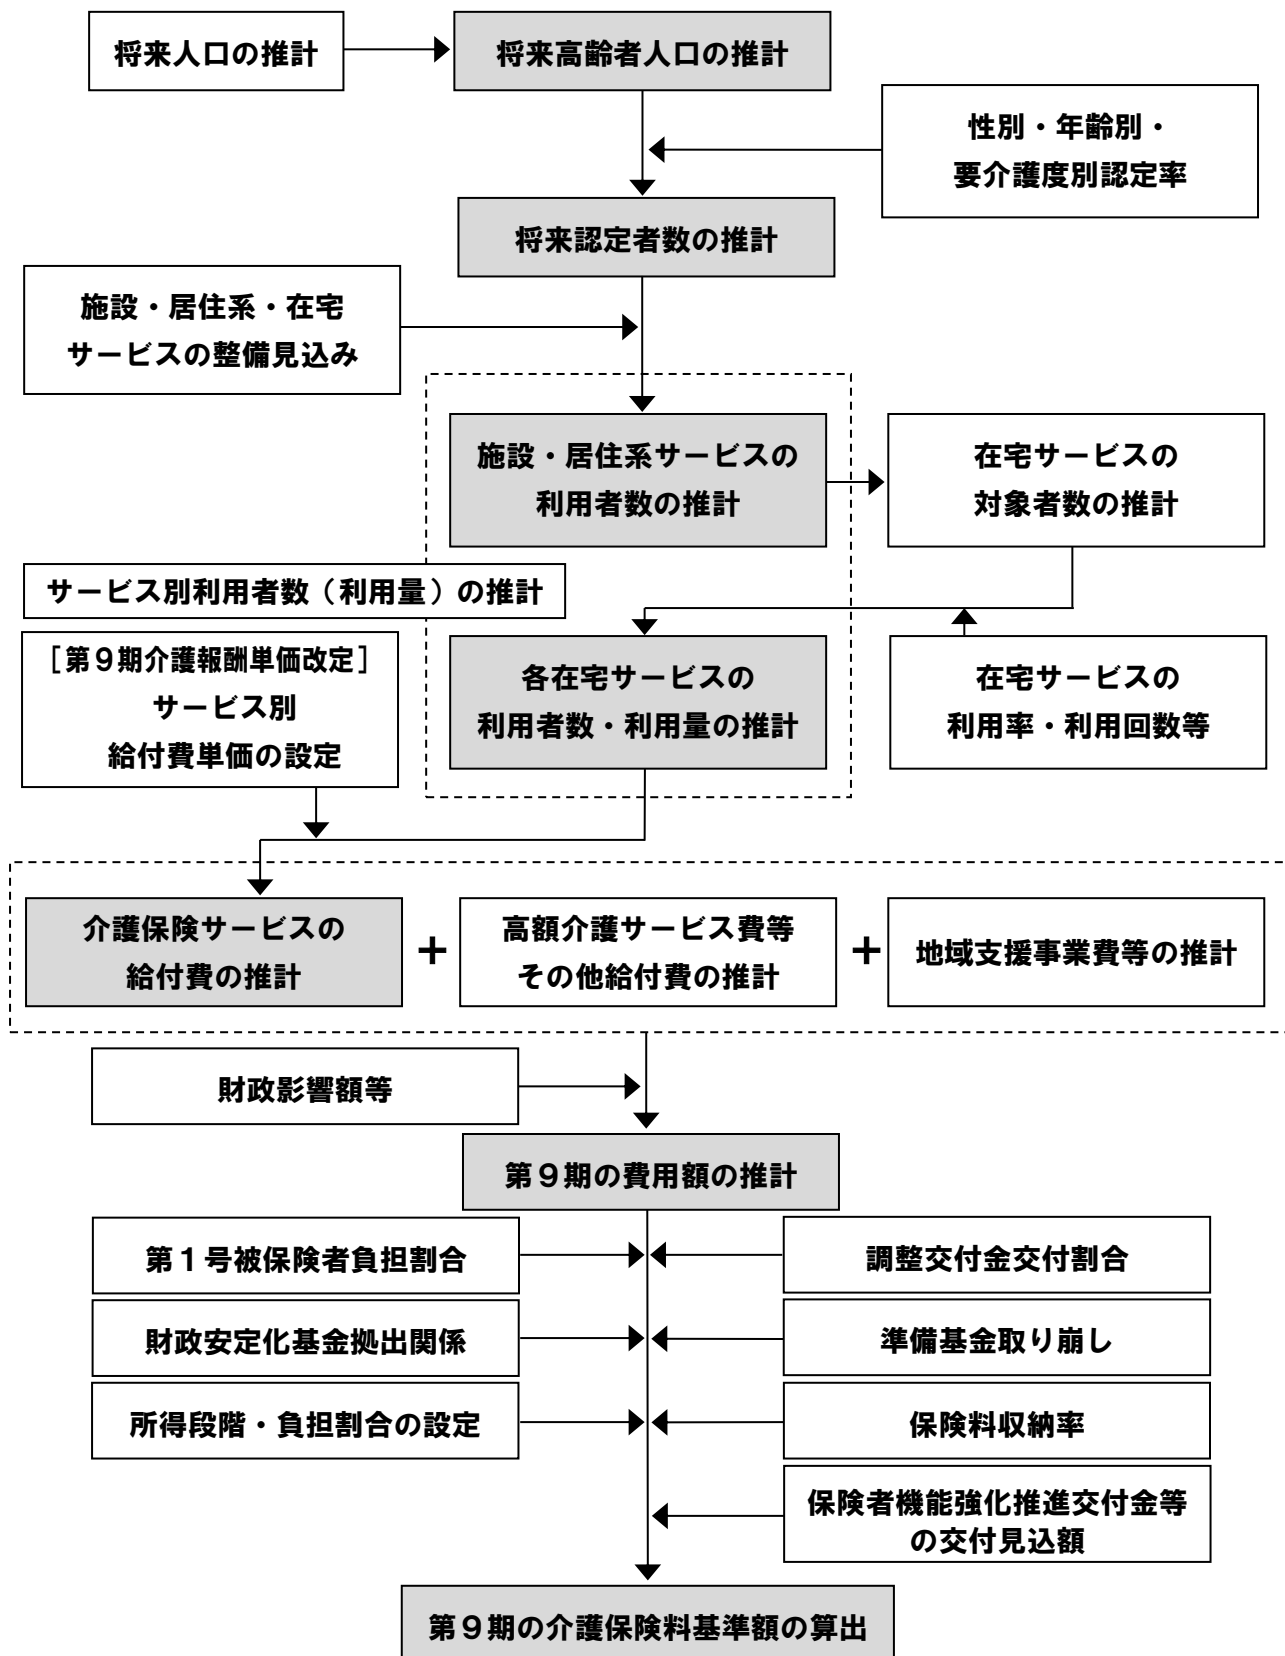 将来人口の推計
将来高齢者人口の推計
性別・年齢別・
要介護度別認定率
将来認定者数の推計
施設・居住系・在宅
サービスの整備見込み
施設・居住系サービスの
利用者数の推計
在宅サービスの
対象者数の推計
サービス別利用者数（利用量）の推計
［第９期介護報酬単価改定］
サービス別
給付費単価の設定
各在宅サービスの
利用者数・利用量の推計
在宅サービスの
利用率・利用回数等
介護保険サービスの
給付費の推計
＋
高額介護サービス費等
その他給付費の推計
＋
地域支援事業費等の推計
財政影響額等
第９期の費用額の推計
第１号被保険者負担割合
調整交付金交付割合
財政安定化基金拠出関係
準備基金取り崩し
所得段階・負担割合の設定
保険料収納率
保険者機能強化推進交付金等
の交付見込額
第９期の介護保険料基準額の算出